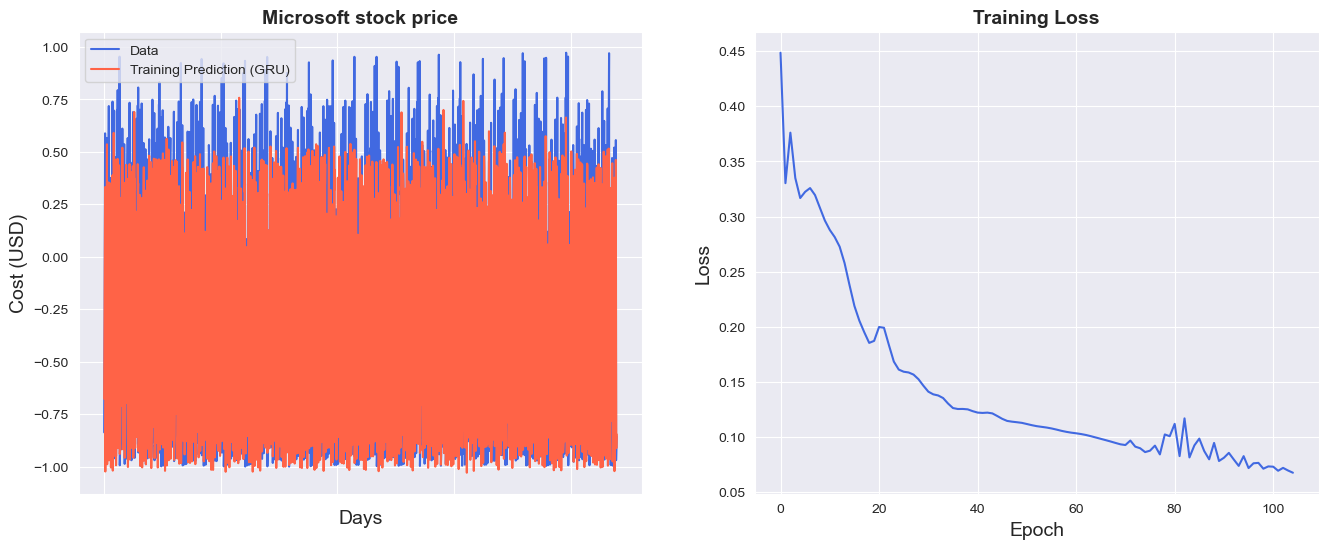 Microsoft stock price
Data
Training Prediction (GRU)
1.00
0.75
0.50
0.25
0.00
−0.25
−0.50
−0.75
−1.00
Cost (USD)
Days
Training Loss
0.45
0.40
0.35
0.30
0.25
0.20
0.15
0.10
0.05
Loss
0 20 40 60 80 100
Epoch